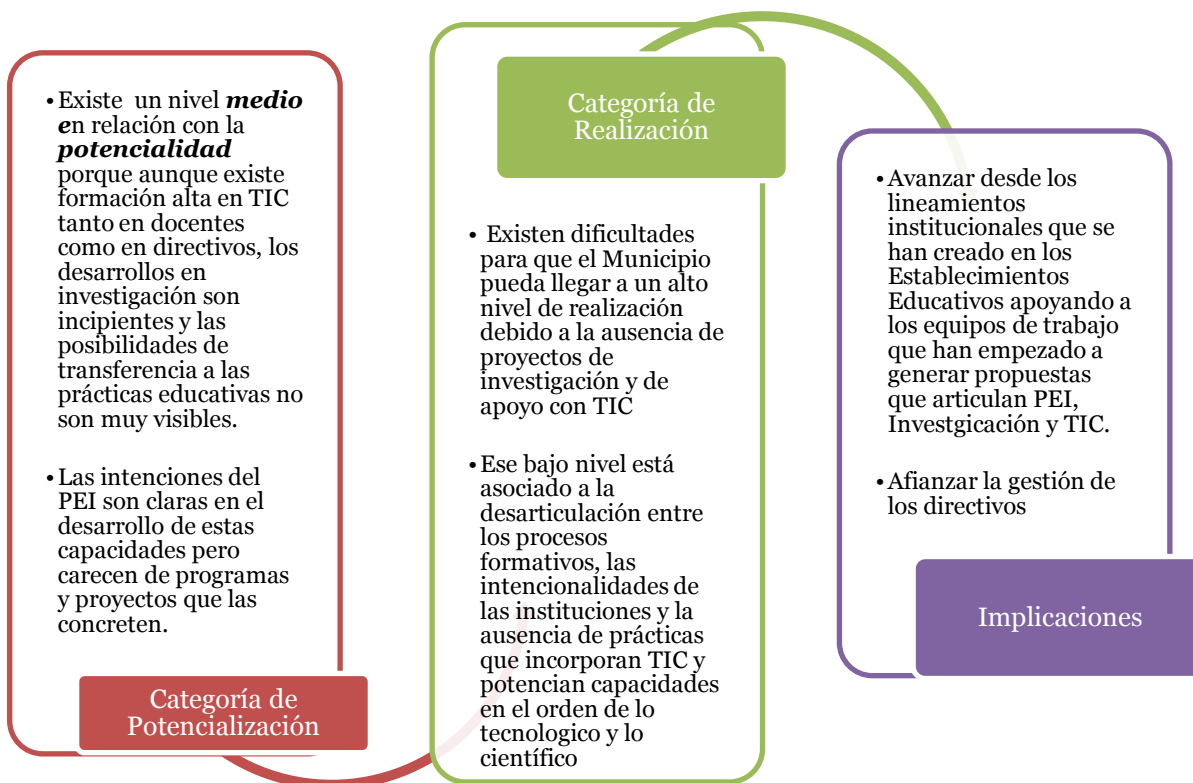 • Existe un nivel medio
en relación con la
potencialidad
porque aunque existe
formación alta en TIC
tanto en docentes
como en directivos, los
desarrollos en
investigación son
incipientes y las
posibilidades de
transferencia a las
prácticas educativas no
son muy visibles.
• Las intenciones del
PEI son claras en el
desarrollo de estas
capacidades pero
carecen de programas
y proyectos que las
concreten.
Categoría de
Potencialización
Categoría de
Realización
• Existen dificultades
para que el Municipio
pueda llegar a un alto
nivel de realización
debido a la ausencia de
proyectos de
investigación y de
apoyo con TIC
• Ese bajo nivel está
asociado a la
desarticulación entre
los procesos
formativos, las
intencionalidades de
las instituciones y la
ausencia de prácticas
que incorporan TIC y
potencian capacidades
en el orden de lo
tecnologico y lo
científico
• Avanzar desde los
lineamientos
institucionales que se
han creado en los
Establecimientos
Educativos apoyando a
los equipos de trabajo
que han empezado a
generar propuestas
que articulan PEI,
Investgicación y TIC.
• Afianzar la gestión de
los directivos
Implicaciones